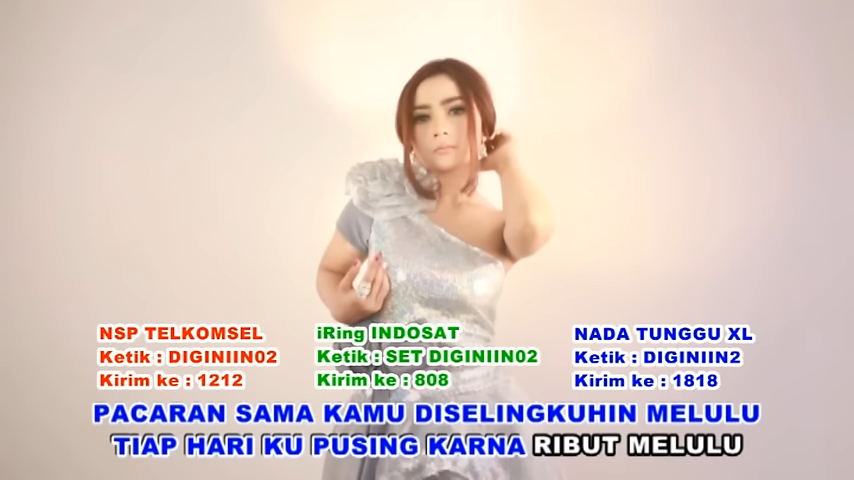 NSP TELKOMSEL
Ketik : DIGINIIN02
Kirim ke : 1212
iRing INDOSAT
Ketik : SET DIGINIIN02
Kirim ke : 808
NADA TUNGGU XL
Ketik : DIGINIIN2
Kirim ke : 1818
PACARAN SAMA KAMU DISELINGKUHIN MELULU
TIAP HARI KU PUSING KARNA RIBUT MELULU